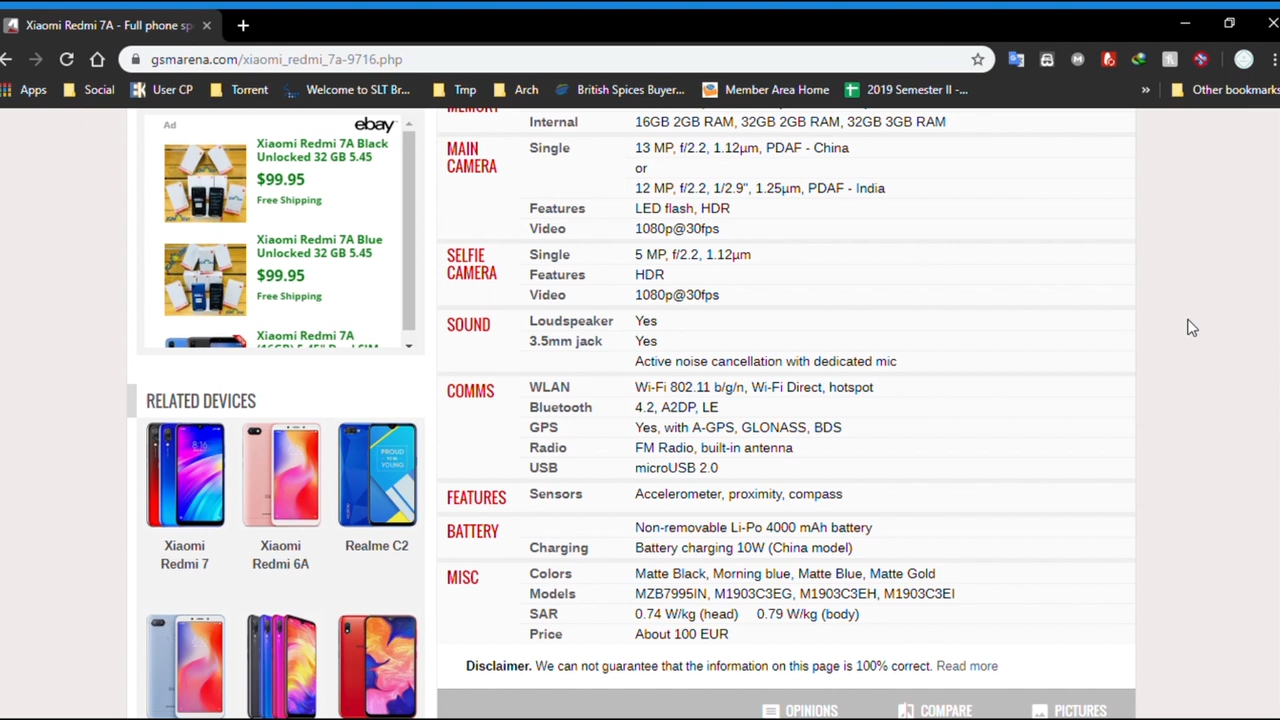 Xiaomi Redmi 7A - Full phone sp
gsmarena.com/xiaomi_redmi_7a-9716.php
Apps Social User CP Torrent Welcome to SLT Br... Tmp Arch British Spices Buyer... Member Area Home 2019 Semester II -... » Other bookmarks
Ad ebay
Xiaomi Redmi 7A Black
Unlocked 32 GB 5.45
$99.95
Free Shipping
Xiaomi Redmi 7A Blue
Unlocked 32 GB 5.45
$99.95
Free Shipping
Xiaomi Redmi 7A
(16GB) 5.45" Dual SIM
RELATED DEVICES
8:16
PROUD
TO BE
YOUNG
Xiaomi
Redmi 7
Xiaomi
Redmi 6A
Realme C2
MEMORY
Internal 16GB 2GB RAM, 32GB 2GB RAM, 32GB 3GB RAM
MAIN
CAMERA
Single 13 MP, f/2.2, 1.12µm, PDAF - China
or
12 MP, f/2.2, 1/2.9", 1.25µm, PDAF - India
Features LED flash, HDR
Video 1080p@30fps
SELFIE
CAMERA
Single 5 MP, f/2.2, 1.12µm
Features HDR
Video 1080p@30fps
SOUND Loudspeaker Yes
3.5mm jack Yes
Active noise cancellation with dedicated mic
COMMS WLAN Wi-Fi 802.11 b/g/n, Wi-Fi Direct, hotspot
Bluetooth 4.2, A2DP, LE
GPS Yes, with A-GPS, GLONASS, BDS
Radio FM Radio, built-in antenna
USB microUSB 2.0
FEATURES Sensors Accelerometer, proximity, compass
BATTERY Non-removable Li-Po 4000 mAh battery
Charging Battery charging 10W (China model)
MISC Colors Matte Black, Morning blue, Matte Blue, Matte Gold
Models MZB7995IN, M1903C3EG, M1903C3EH, M1903C3EI
SAR 0.74 W/kg (head) 0.79 W/kg (body)
Price About 100 EUR
Disclaimer. We can not guarantee that the information on this page is 100% correct. Read more
OPINIONS COMPARE PICTURES